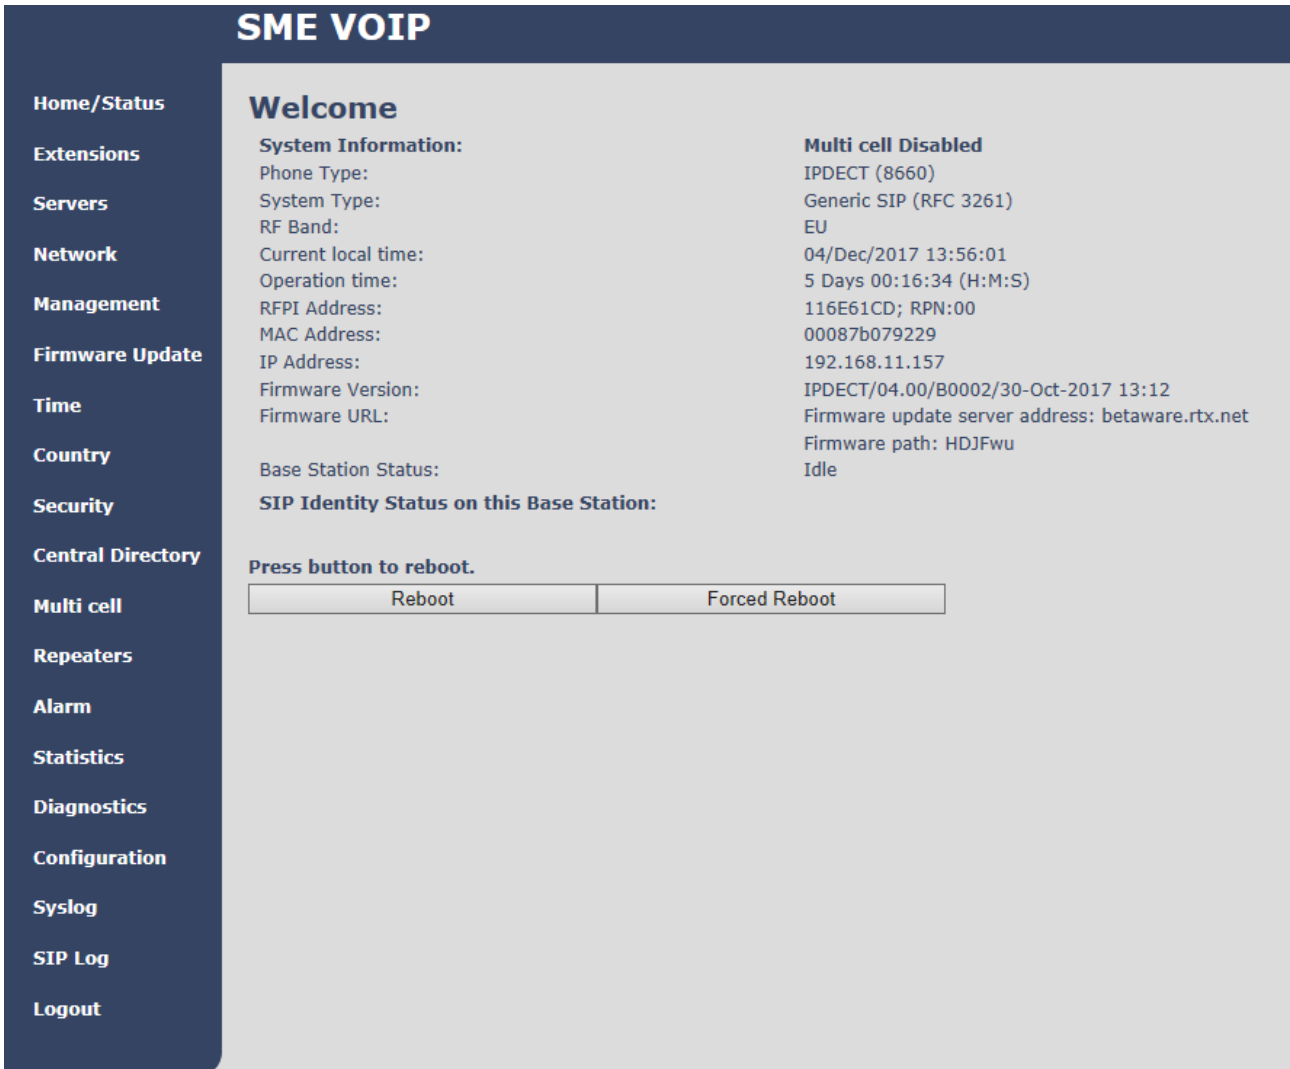 SME VOIP
Home/Status
Extensions
Servers
Network
Management
Firmware Update
Time
Country
Security
Central Directory
Multi cell
Repeaters
Alarm
Statistics
Diagnostics
Configuration
Syslog
SIP Log
Logout
Welcome
System Information: Multi cell Disabled
Phone Type: IPDECT (8660)
System Type: Generic SIP (RFC 3261)
RF Band: EU
Current local time: 04/Dec/2017 13:56:01
Operation time: 5 Days 00:16:34 (H:M:S)
RFPI Address: 116E61CD; RPN:00
MAC Address: 00087b079229
IP Address: 192.168.11.157
Firmware Version: IPDECT/04.00/B0002/30-Oct-2017 13:12
Firmware URL: Firmware update server address: betaware.rtx.net
Firmware path: HDJFwu
Base Station Status: Idle
SIP Identity Status on this Base Station:
Press button to reboot.
Reboot Forced Reboot